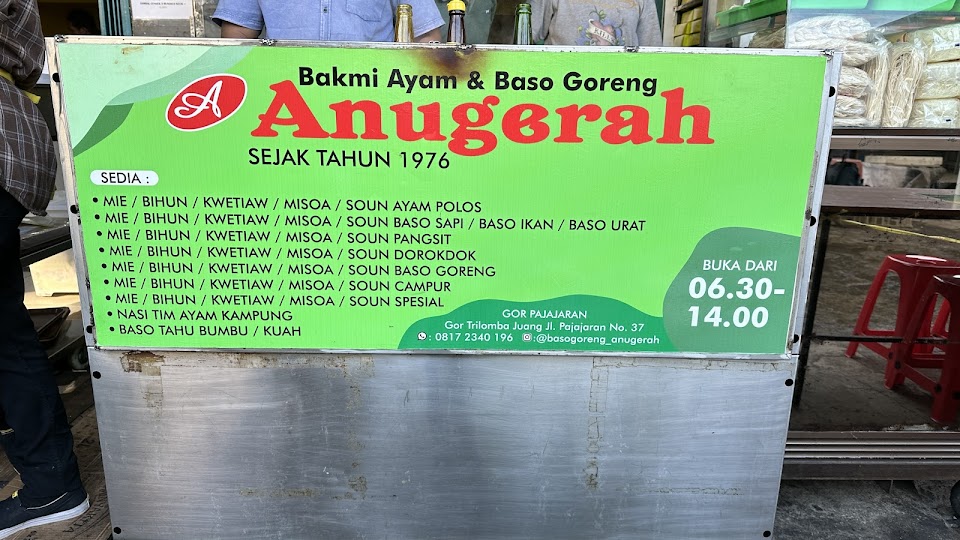 Bakmi Ayam & Baso Goreng
A
Anugerah
SEJAK TAHUN 1976
SEDIA :
• MIE / BIHUN / KWETIAW / MISOA / SOUN AYAM POLOS
• MIE / BIHUN / KWETIAW / MISOA / SOUN BASO SAPI / BASO IKAN / BASO URAT
• MIE / BIHUN / KWETIAW / MISOA / SOUN PANGSIT
• MIE / BIHUN / KWETIAW / MISOA / SOUN DOROKDOK
• MIE / BIHUN / KWETIAW / MISOA / SOUN BASO GORENG
• MIE / BIHUN / KWETIAW / MISOA / SOUN CAMPUR
• MIE / BIHUN / KWETIAW / MISOA / SOUN SPESIAL
• NASI TIM AYAM KAMPUNG
• BASO TAHU BUMBU / KUAH
BUKA DARI
06.30-
14.00
GOR PAJAJARAN
Gor Trilomba Juang Jl. Pajajaran No. 37
: 0817 2340 196 :@basogoreng_anugerah